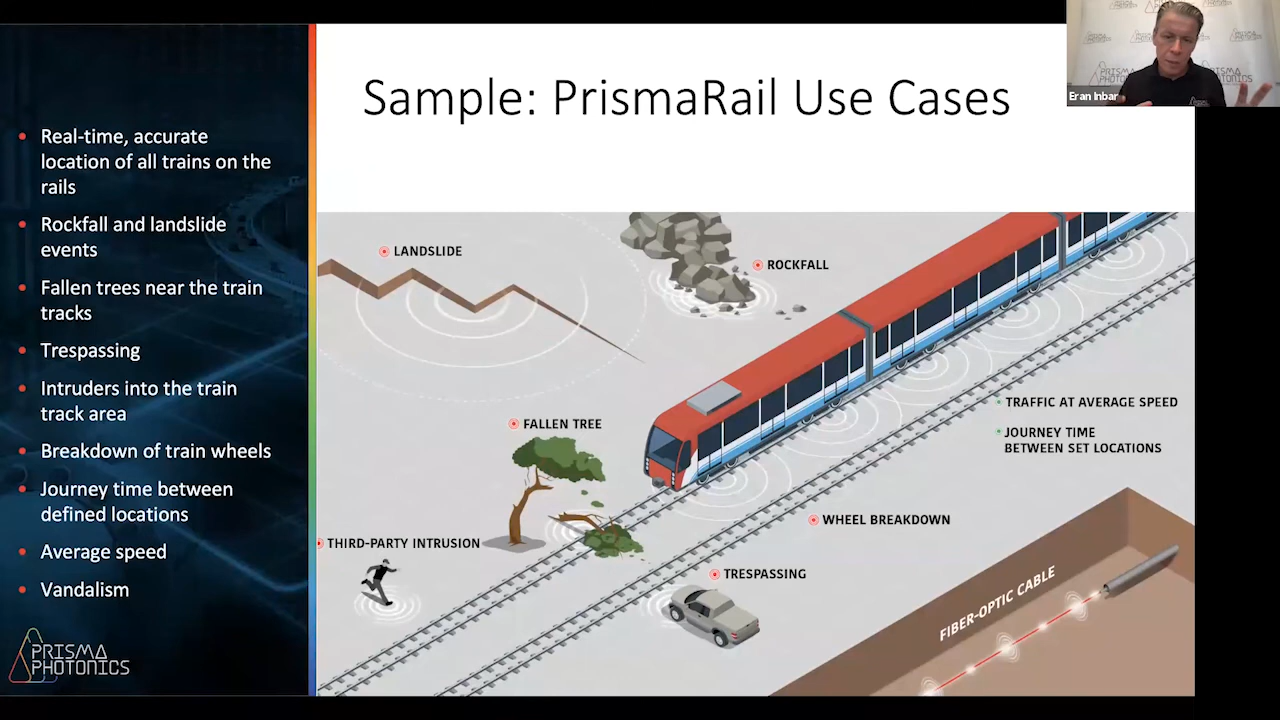 Sample: PrismaRail Use Cases
Real-time, accurate
location of all trains on the
rails
Rockfall and landslide
events
Fallen trees near the train
tracks
Trespassing
Intruders into the train
track area
Breakdown of train wheels
Journey time between
defined locations
Average speed
Vandalism
PRISMA
PHOTONICS
LANDSLIDE
ROCKFALL
FALLEN TREE
TRAFFIC AT AVERAGE SPEED
JOURNEY TIME
BETWEEN SET LOCATIONS
WHEEL BREAKDOWN
THIRD-PARTY INTRUSION
TRESPASSING
FIBER-OPTIC CABLE
PRISMA
PHOTONICS
Eran Inbar